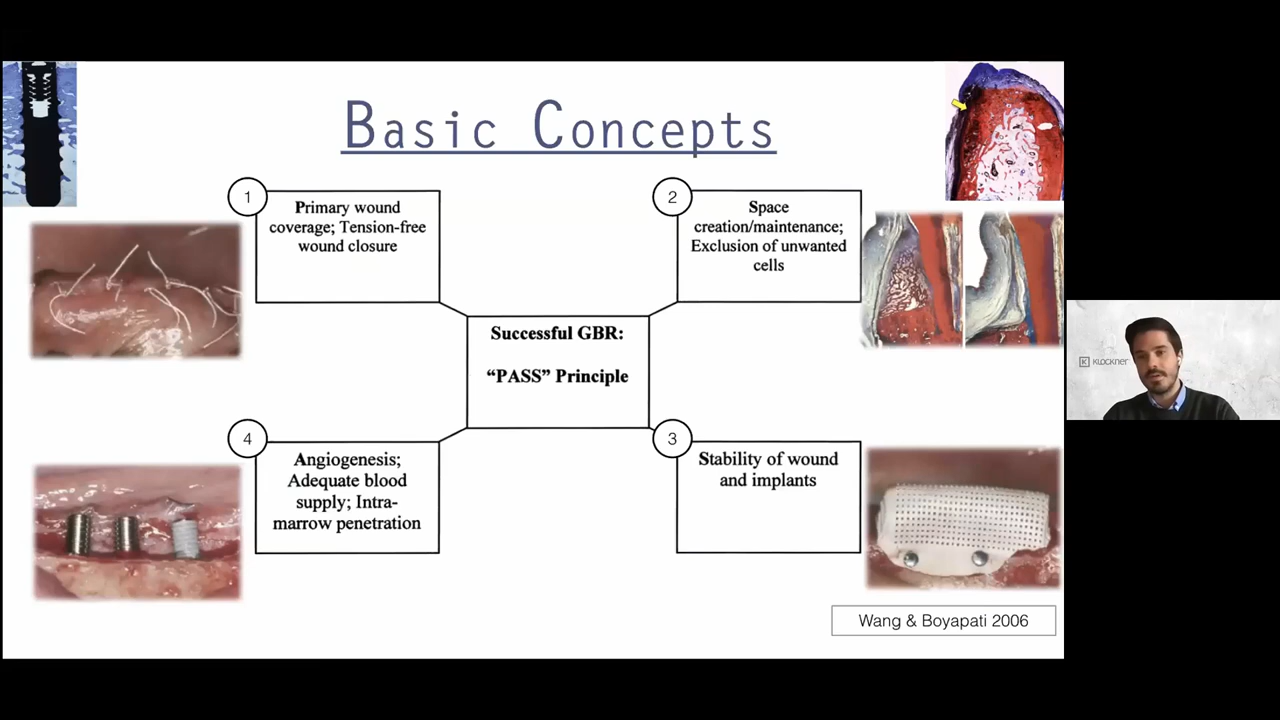 Basic Concepts
1
Primary wound
coverage; Tension-free
wound closure
2
Space
creation/maintenance;
Exclusion of unwanted
cells
Successful GBR:
“PASS” Principle
4
Angiogenesis;
Adequate blood
supply; Intra-
marrow penetration
3
Stability of wound
and implants
Wang & Boyapati 2006
K KLOCKNER